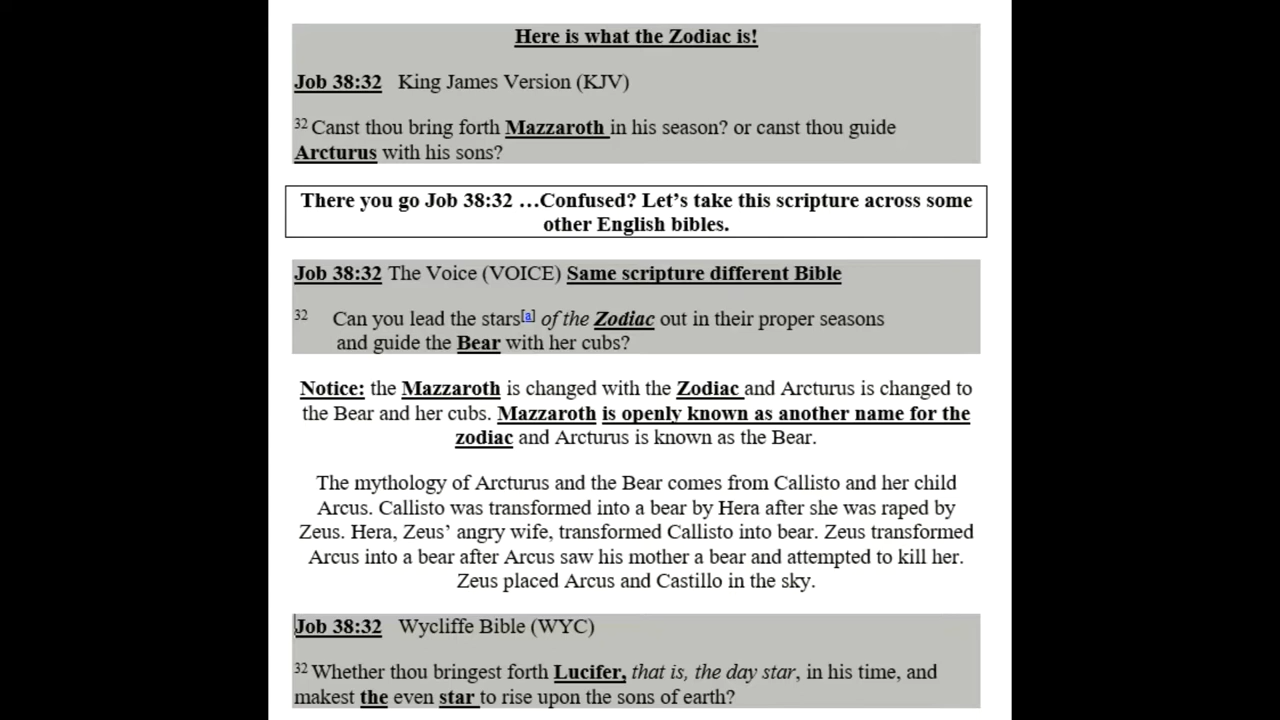 Here is what the Zodiac is!
Job 38:32 King James Version (KJV)
32 Canst thou bring forth Mazzaroth in his season? or canst thou guide
Arcturus with his sons?
There you go Job 38:32 …Confused? Let’s take this scripture across some
other English bibles.
Job 38:32 The Voice (VOICE) Same scripture different Bible
32 Can you lead the stars[a] of the Zodiac out in their proper seasons
and guide the Bear with her cubs?
Notice: the Mazzaroth is changed with the Zodiac and Arcturus is changed to
the Bear and her cubs. Mazzaroth is openly known as another name for the
zodiac and Arcturus is known as the Bear.
The mythology of Arcturus and the Bear comes from Callisto and her child
Arcus. Callisto was transformed into a bear by Hera after she was raped by
Zeus. Hera, Zeus’ angry wife, transformed Callisto into bear. Zeus transformed
Arcus into a bear after Arcus saw his mother a bear and attempted to kill her.
Zeus placed Arcus and Castillo in the sky.
Job 38:32 Wycliffe Bible (WYC)
32 Whether thou bringest forth Lucifer, that is, the day star, in his time, and
makest the even star to rise upon the sons of earth?